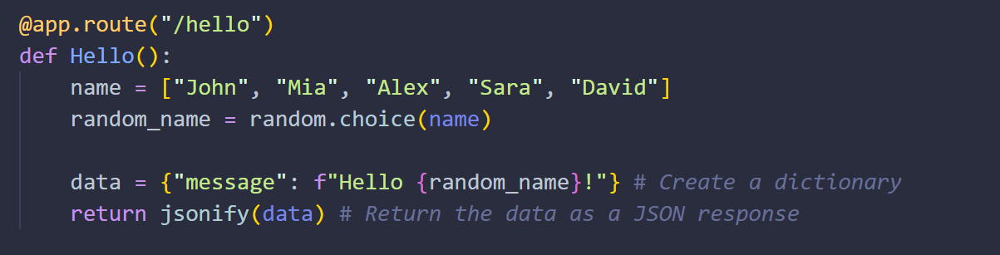 @app.route("/hello")
def Hello():
    name = ["John", "Mia", "Alex", "Sara", "David"]
    random_name = random.choice(name)

    data = {"message": f"Hello {random_name}!"} # Create a dictionary
    return jsonify(data) # Return the data as a JSON response